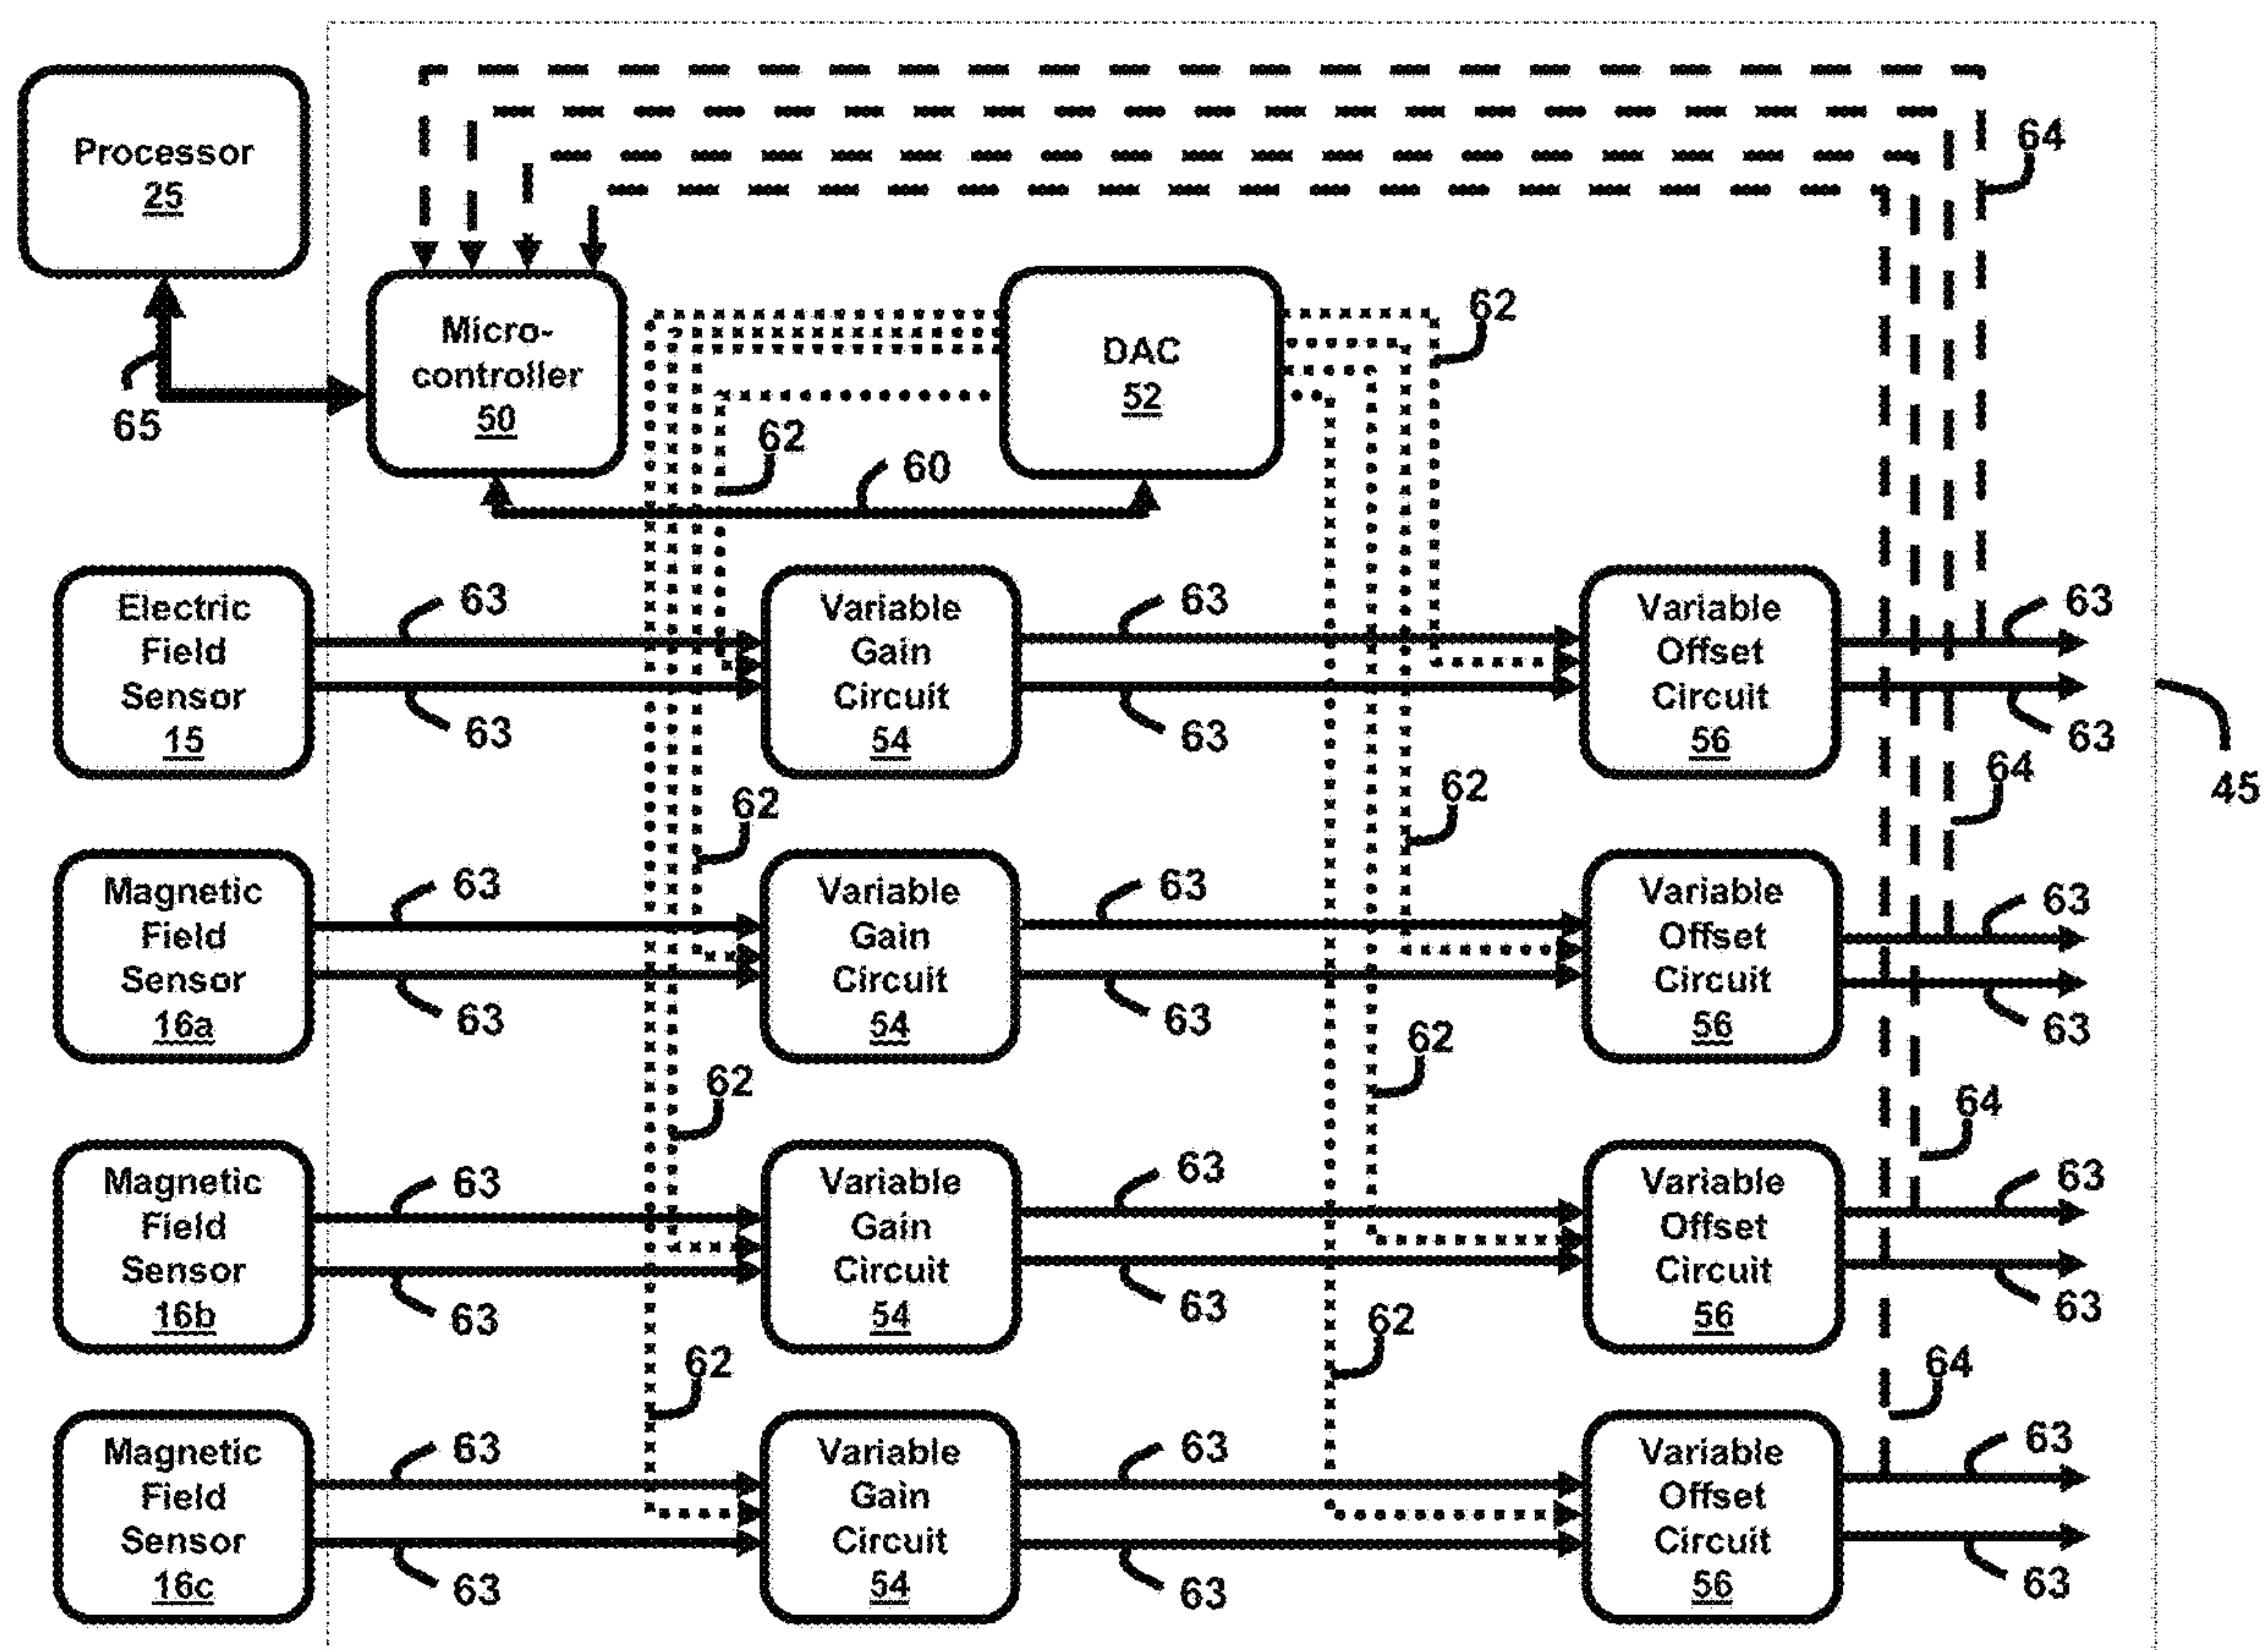 Processor
25
64
Micro-
controller
50
DAC
52
62
65
62
60
Electric
Field
Sensor
15
63
63
Variable
Gain
Circuit
54
63
63
Variable
Offset
Circuit
56
63
63
45
64
62
62
Magnetic
Field
Sensor
16a
63
63
Variable
Gain
Circuit
54
63
63
Variable
Offset
Circuit
56
63
63
62
62
64
Magnetic
Field
Sensor
16b
63
63
Variable
Gain
Circuit
54
63
63
Variable
Offset
Circuit
56
63
63
62
62
64
Magnetic
Field
Sensor
16c
63
63
Variable
Gain
Circuit
54
63
63
Variable
Offset
Circuit
56
63
63